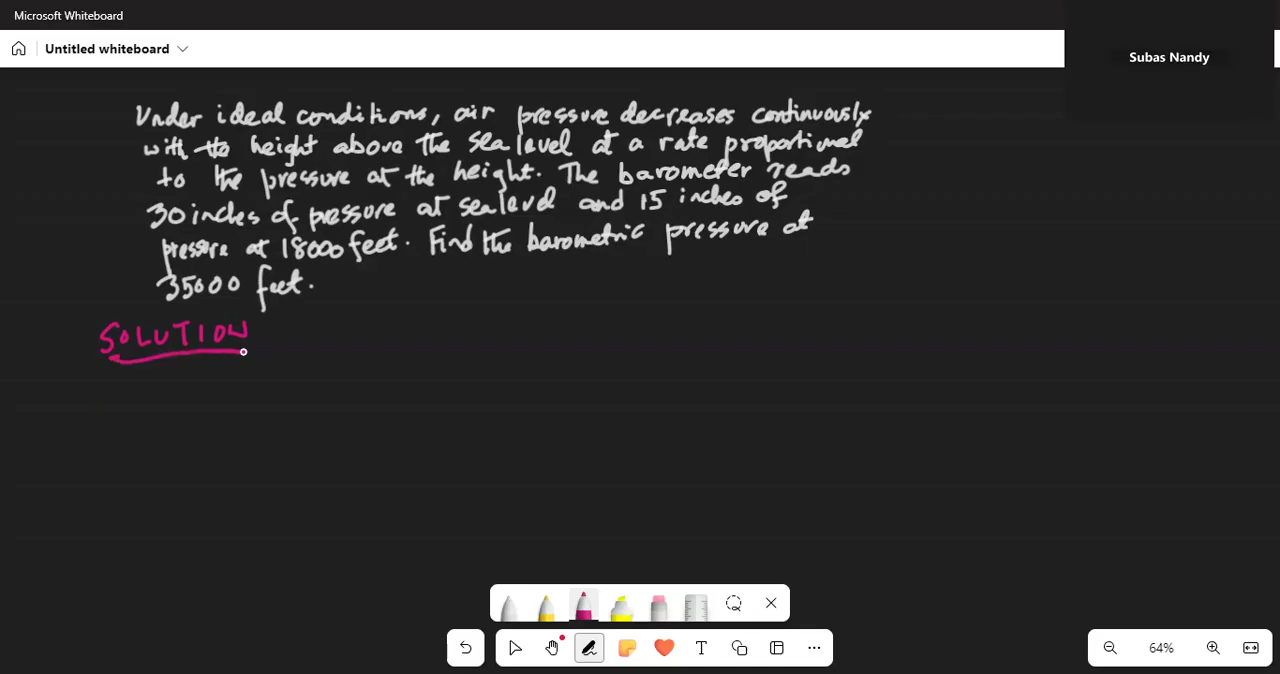 Microsoft Whiteboard
Untitled whiteboard
Subas Nandy
Under ideal conditions, air pressure decreases continuously
with to height above the sea level at a rate proportional
to the pressure at the height. The barometer reads
30 inches of pressure at sea level and 15 inches of
pressure at 18000 feet. Find the barometric pressure at
35000 feet.
SOLUTION
64%